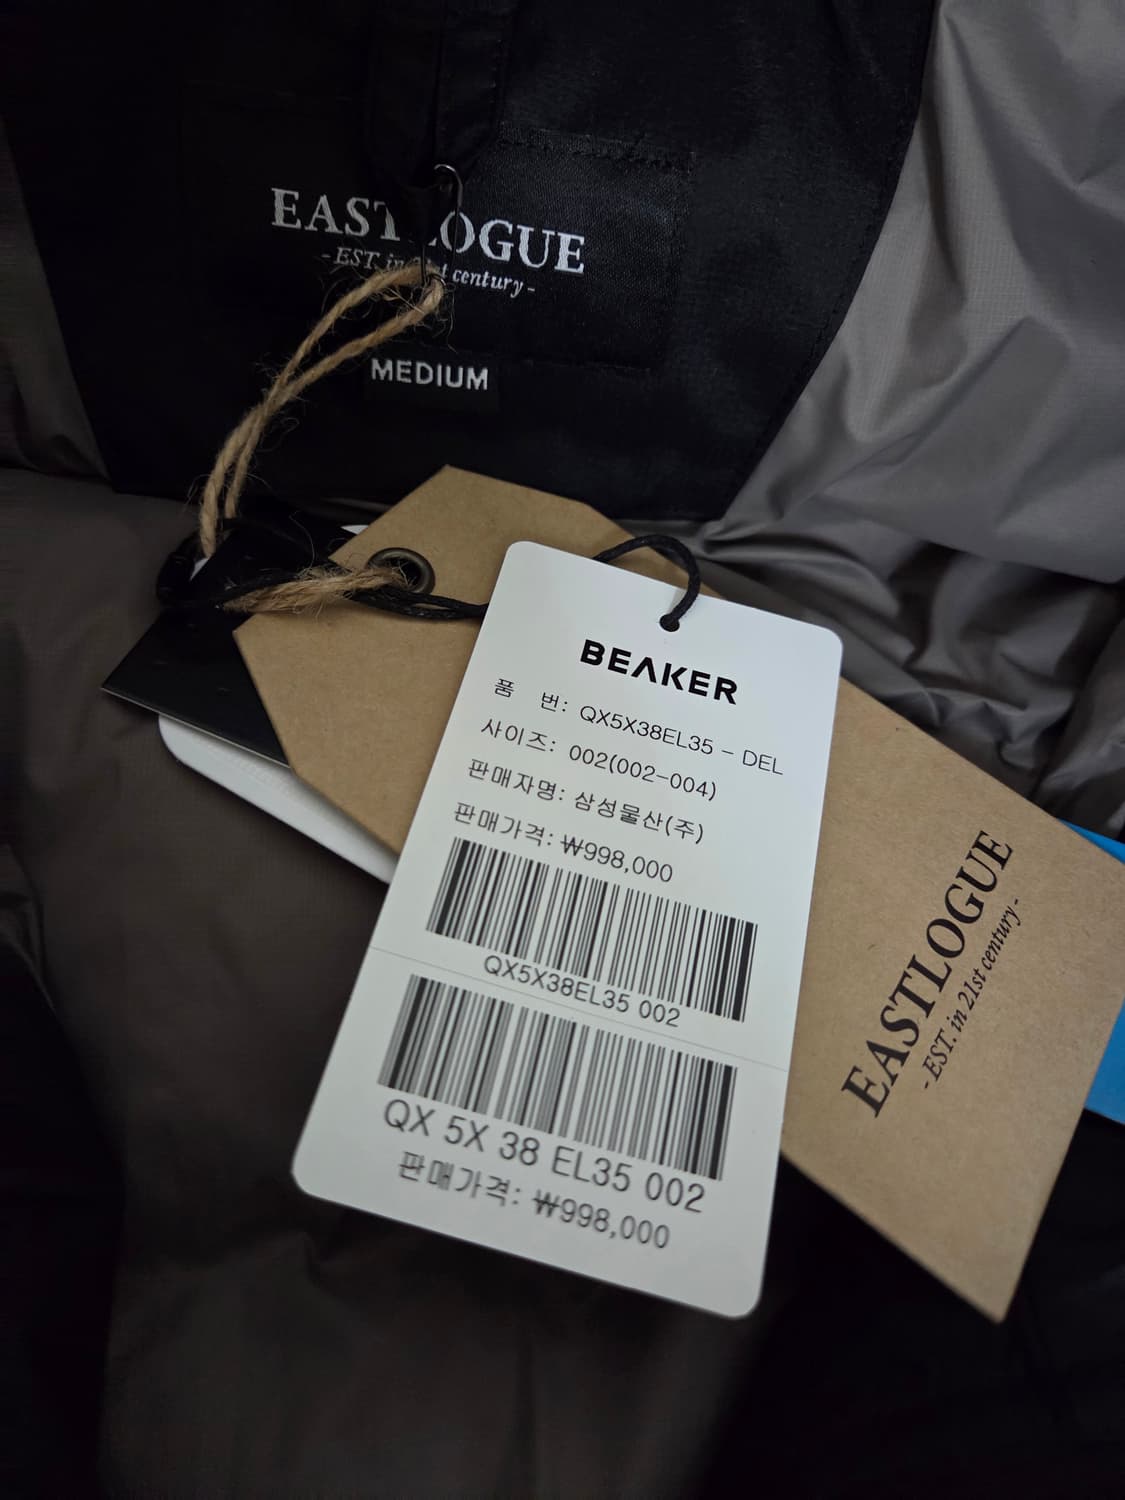 EASTLOGUE
- EST. in 21st century -
MEDIUM
BEAKER
품 번: QX5X38EL35 - DEL
사이즈: 002(002-004)
판매자명: 삼성물산(주)
판매가격: ₩998,000
QX5X38EL35 002
QX 5X 38 EL35 002
판매가격: ₩998,000
EASTLOGUE
- EST. in 21st century -